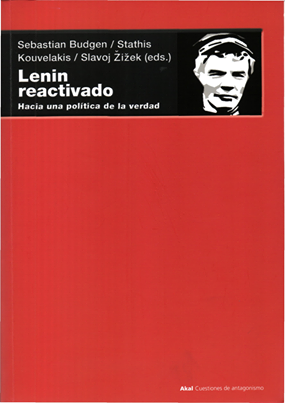 Sebastian Budgen / Stathis
Kouvelakis / Slavoj Žižek (eds.)
Lenin
reactivado
Hacia una política de la verdad
Akal Cuestiones de antagonismo